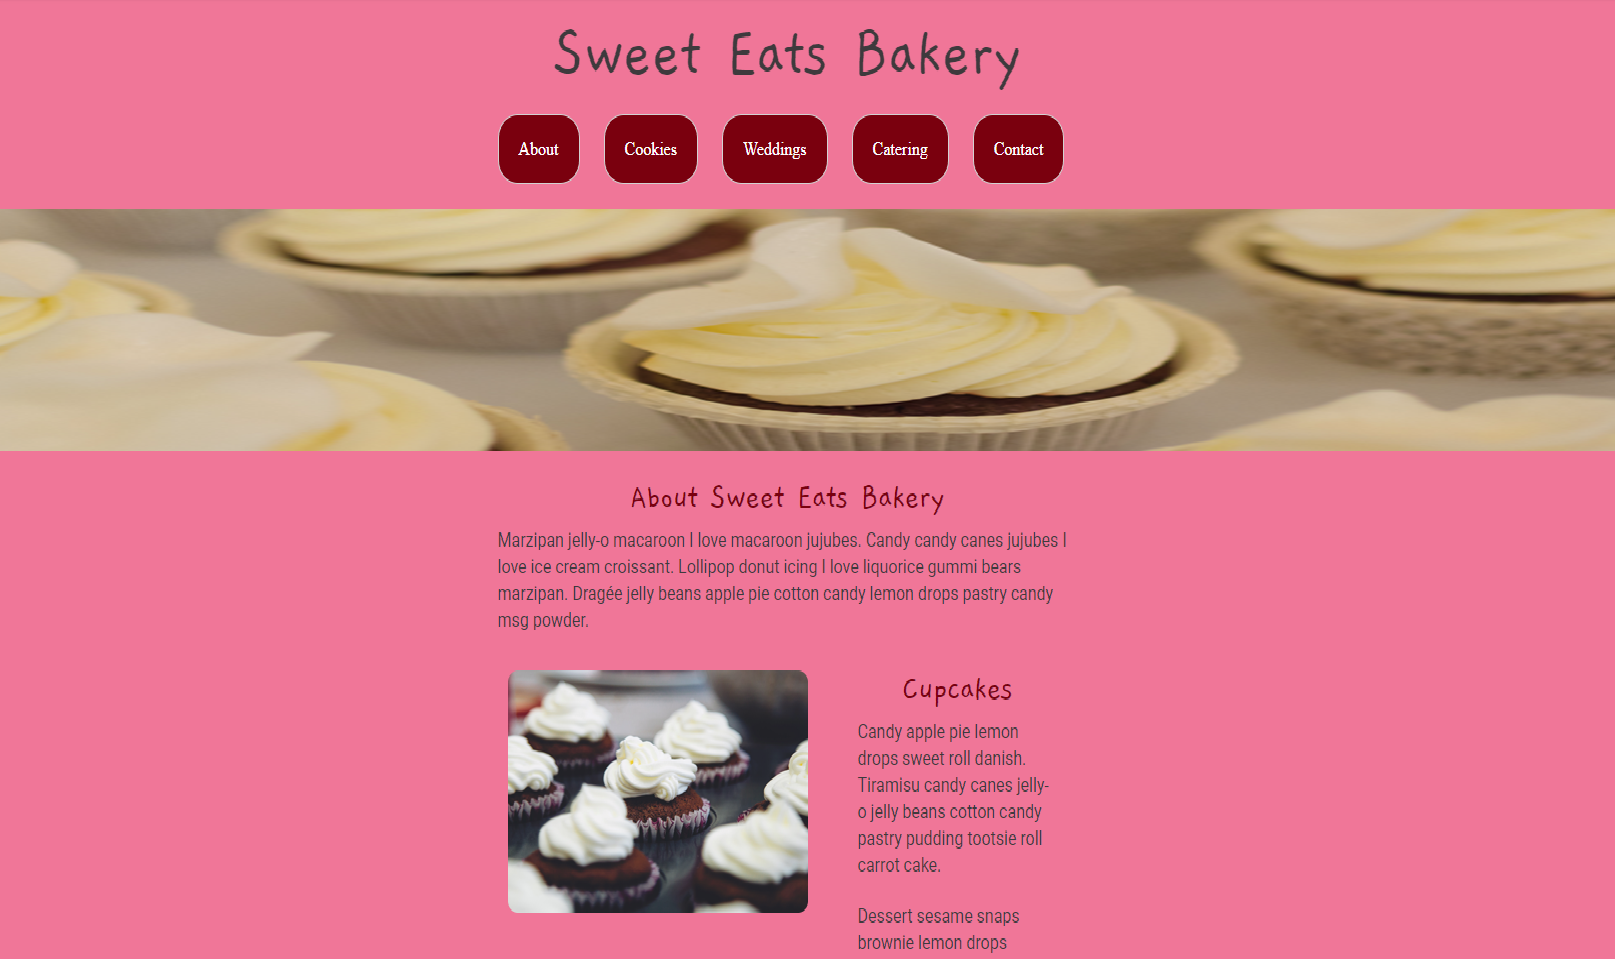 Sweet Eats Bakery
About Cookies Weddings Catering Contact
About Sweet Eats Bakery
Marzipan jelly-o macaroon I love macaroon jujubes. Candy candy canes jujubes I
love ice cream croissant. Lollipop donut icing I love liquorice gummi bears
marzipan. Dragée jelly beans apple pie cotton candy lemon drops pastry candy
msg powder.
Cupcakes
Candy apple pie lemon
drops sweet roll danish.
Tiramisu candy canes jelly-
o jelly beans cotton candy
pastry pudding tootsie roll
carrot cake.
Dessert sesame snaps
brownie lemon drops